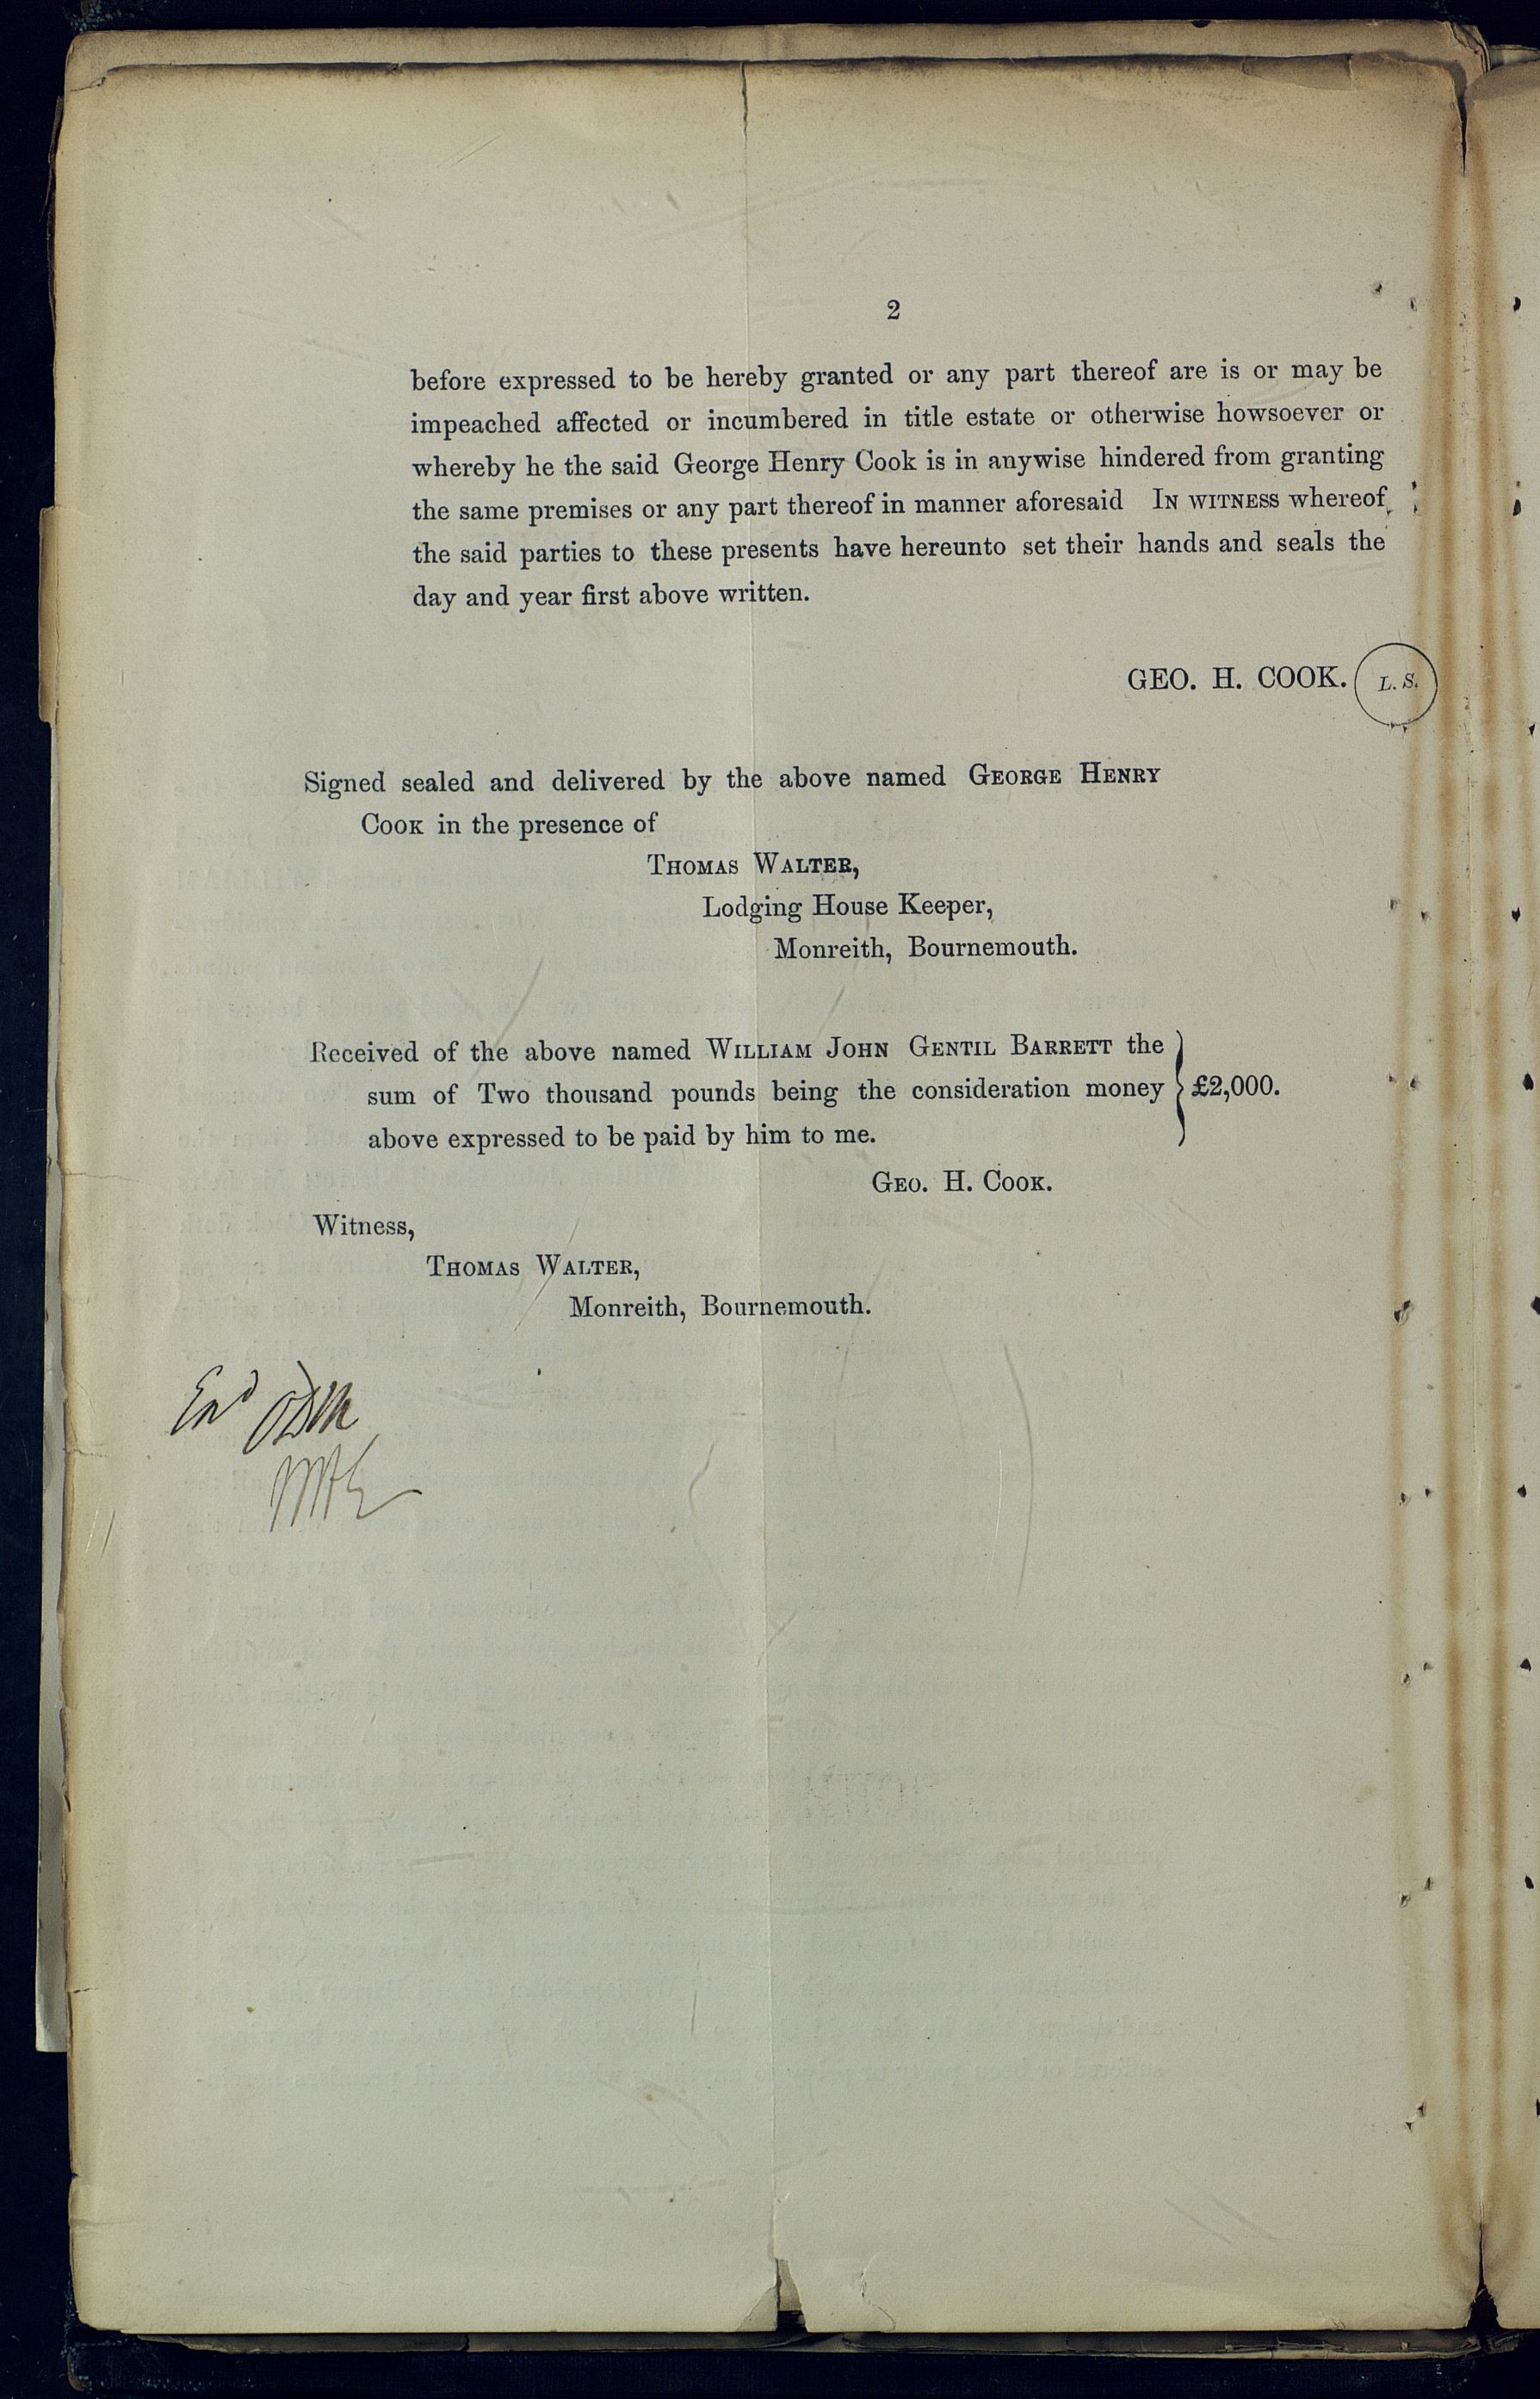 2
before expressed to be hereby granted or any part thereof are is or may be
impeached affected or incumbered in title estate or otherwise howsoever or
whereby he the said George Henry Cook is in anywise hindered from granting
the same premises or any part thereof in manner aforesaid IN WITNESS whereof
the said parties to these presents have hereunto set their hands and seals the
day and year first above written.
GEO. H. COOK. L. S.
Signed sealed and delivered by the above named GEORGE HENRY
COOK in the presence of
THOMAS WALTER,
Lodging House Keeper,
Monreith, Bournemouth.
Received of the above named WILLIAM JOHN GENTIL BARRETT the
sum of Two thousand pounds being the consideration money £2,000.
above expressed to be paid by him to me.
GEO. H. COOK.
Witness,
THOMAS WALTER,
Monreith, Bournemouth.
Exd